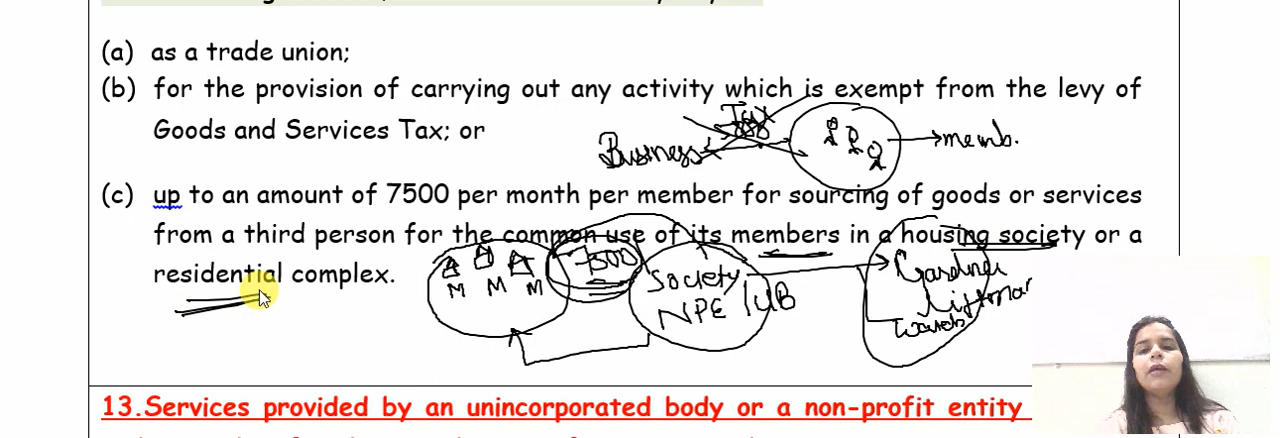 (a) as a trade union;
(b) for the provision of carrying out any activity which is exempt from the levy of
Tax
Goods and Services Tax; or
Business
memb.
(c) up to an amount of 7500 per month per member for sourcing of goods or services
from a third person for the common use of its members in a housing society or a
residential complex.
7500
M M M
Society
NPE
UB
Gardner
Liftman
13.Services provided by an unincorporated body or a non-profit entity